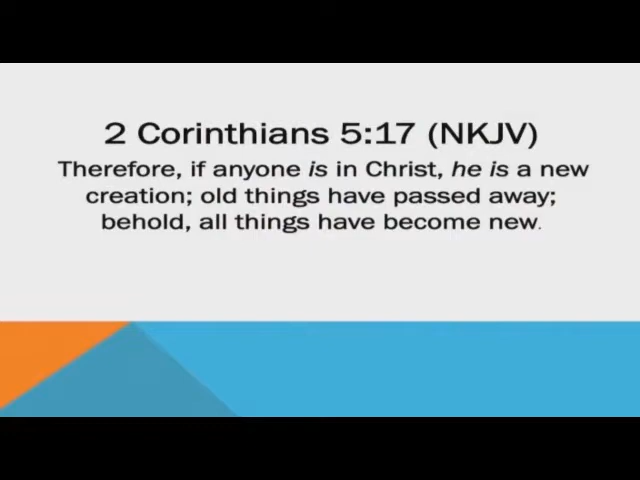 2 Corinthians 5:17 (NKJV)
Therefore, if anyone is in Christ, he is a new
creation; old things have passed away;
behold, all things have become new.